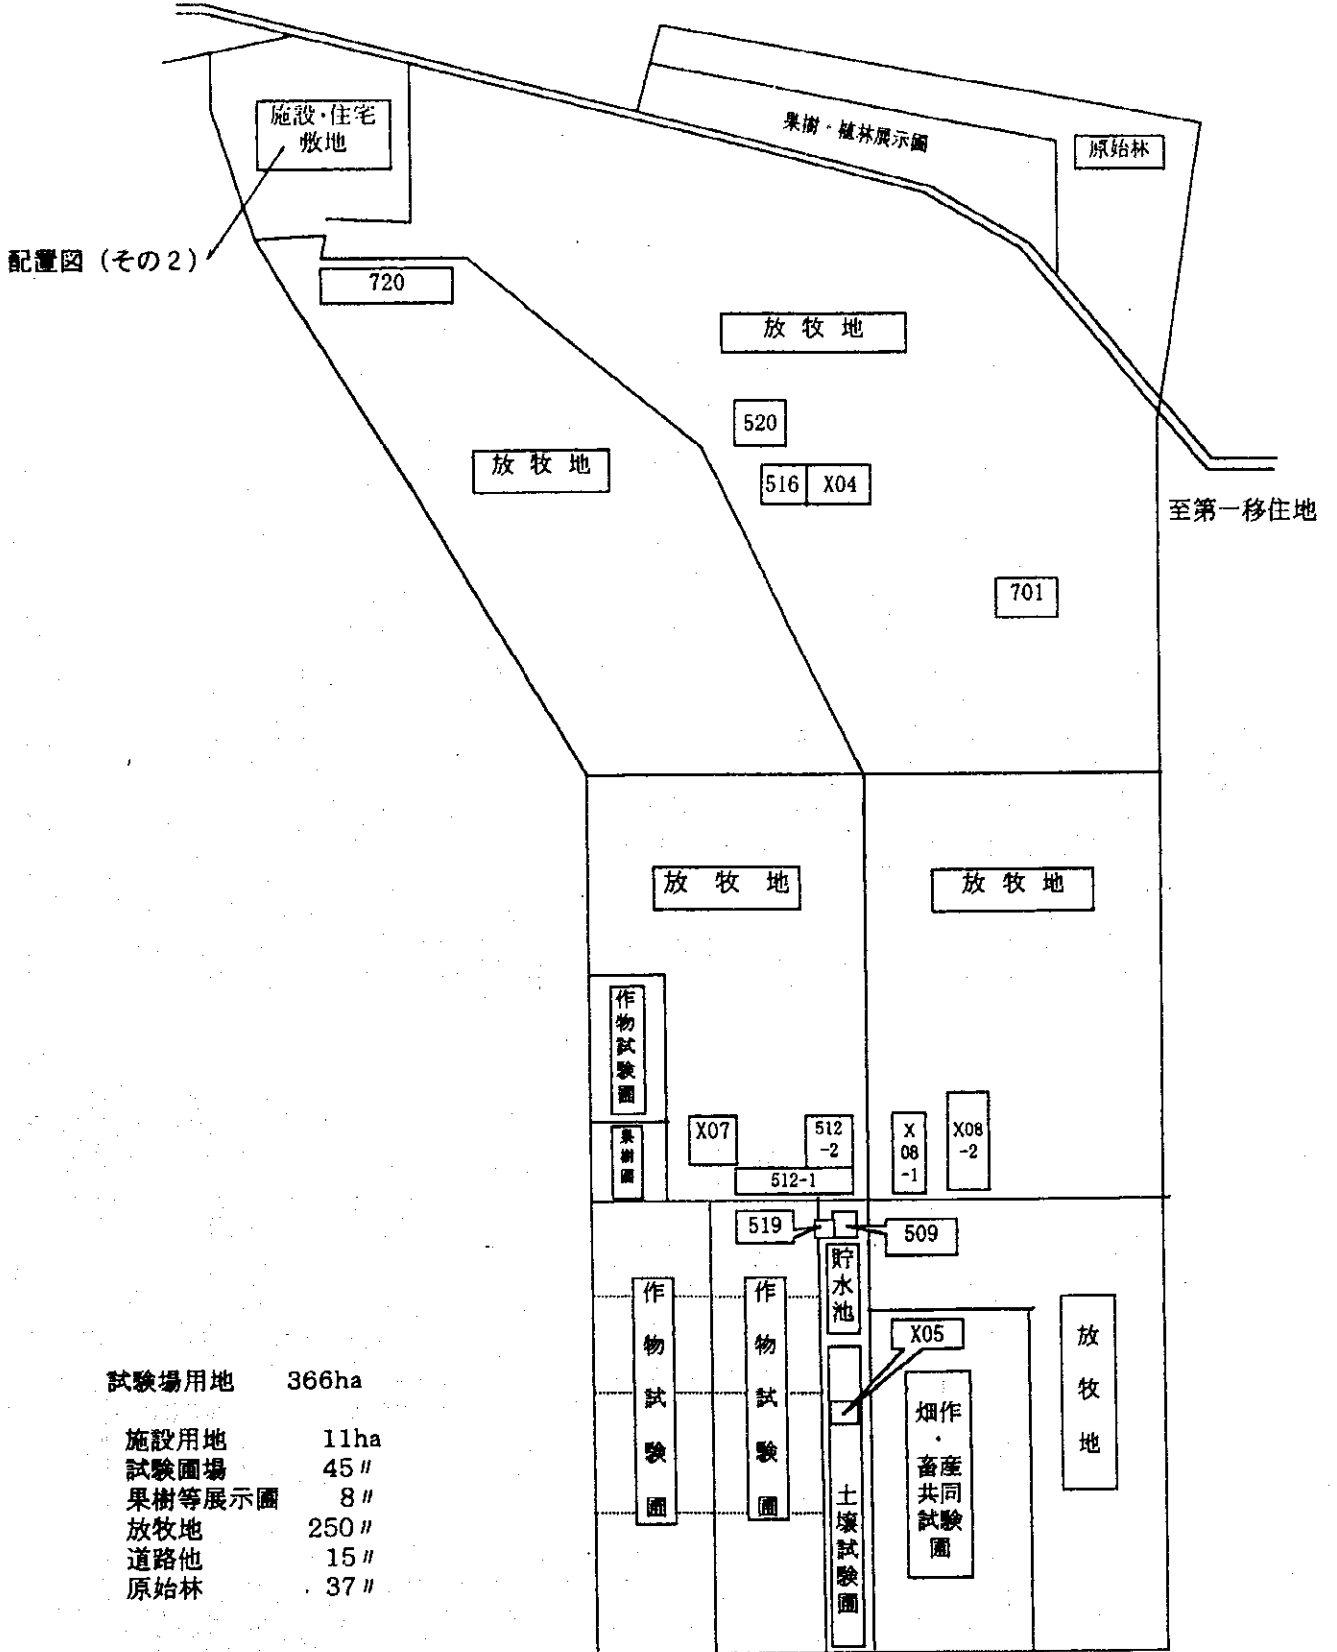 施設・住宅
敷地
果樹・植林展示圃
原始林
配置図（その2）
720
放牧地
520
放牧地
516
X04
至第一移住地
701
放牧地
放牧地
作物試験圃
果樹圃
X07
512
-2
512-1
X
08
-1
X08
-2
519
509
貯水池
作物試験圃
作物試験圃
X05
土壌試験圃
畑作・畜産
共同試験圃
放牧地
試験場用地 366ha
施設用地 11ha
試験圃場 45〃
果樹等展示圃 8〃
放牧地 250〃
道路他 15〃
原始林 37〃